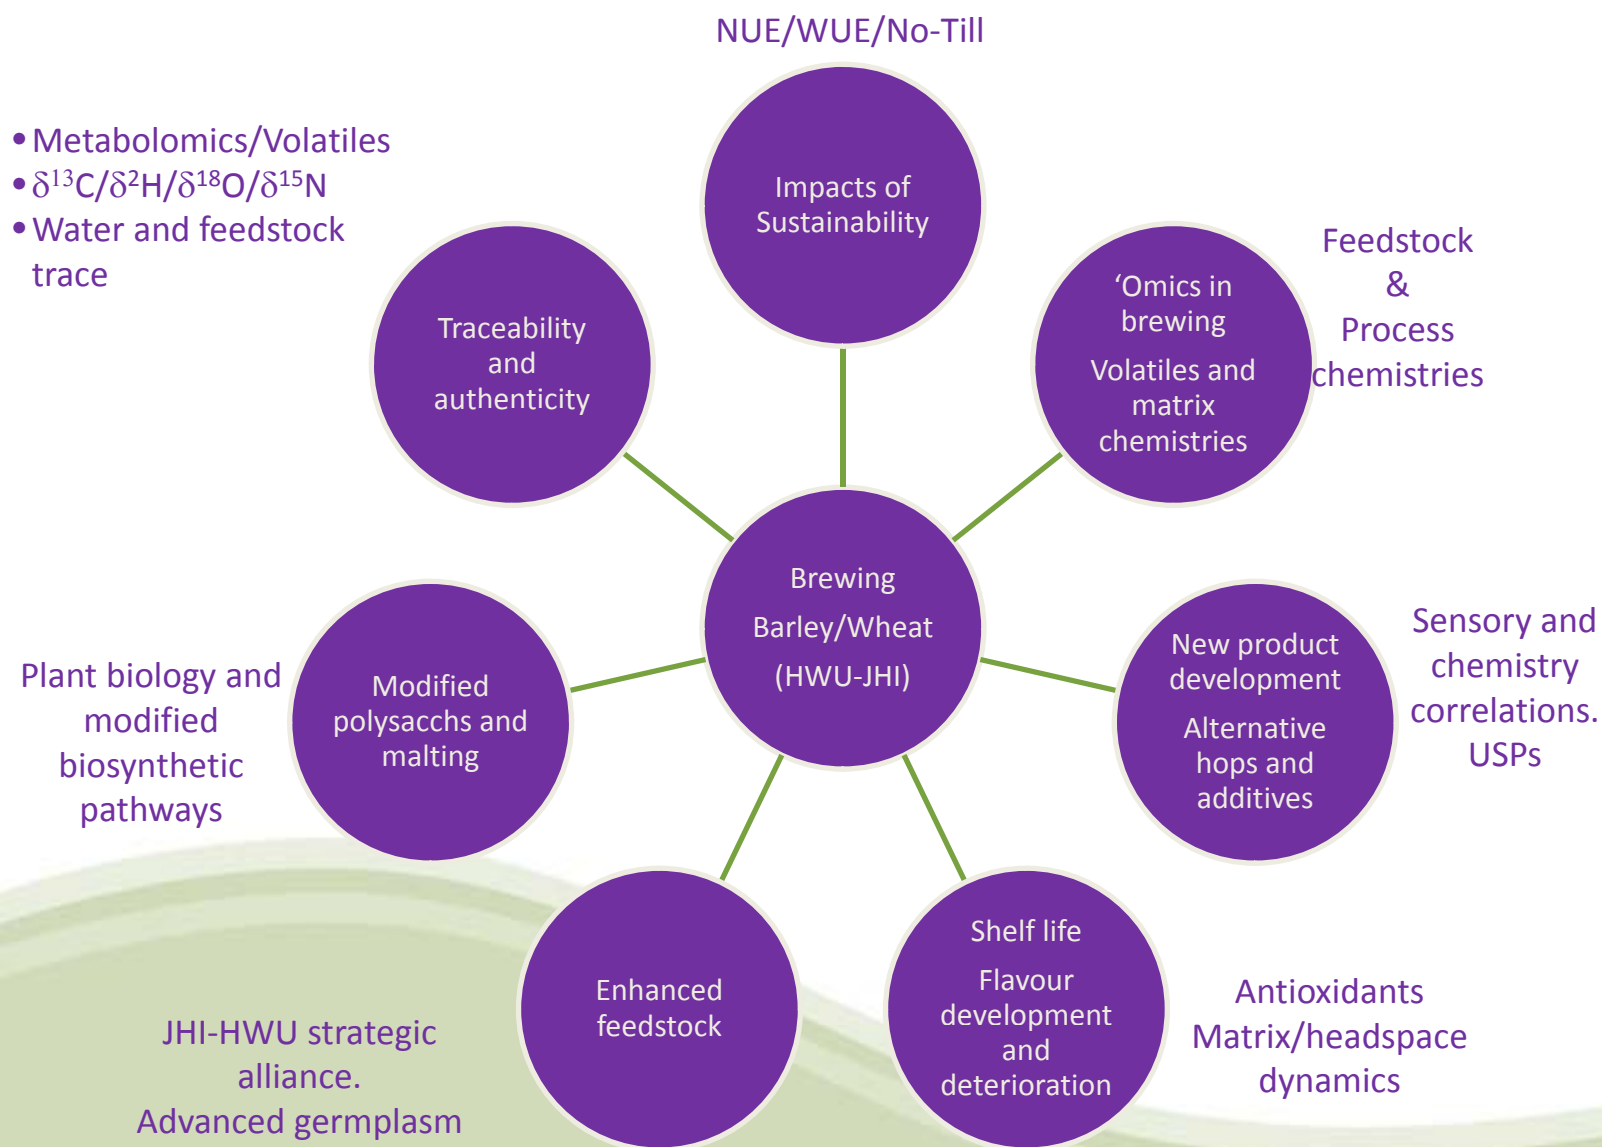 NUE/WUE/No-Till
• Metabolomics/Volatiles
• δ¹³C/δ²H/δ¹⁸O/δ¹⁵N
• Water and feedstock
trace
Impacts of
Sustainability
Traceability
and
authenticity
‘Omics in
brewing
Volatiles and
matrix
chemistries
Feedstock
&
Process
chemistries
Brewing
Barley/Wheat
(HWU-JHI)
Plant biology and
modified
biosynthetic
pathways
Modified
polysacchs and
malting
New product
development
Alternative
hops and
additives
Sensory and
chemistry
correlations.
USPs
JHI-HWU strategic
alliance.
Advanced germplasm
Enhanced
feedstock
Shelf life
Flavour
development
and
deterioration
Antioxidants
Matrix/headspace
dynamics